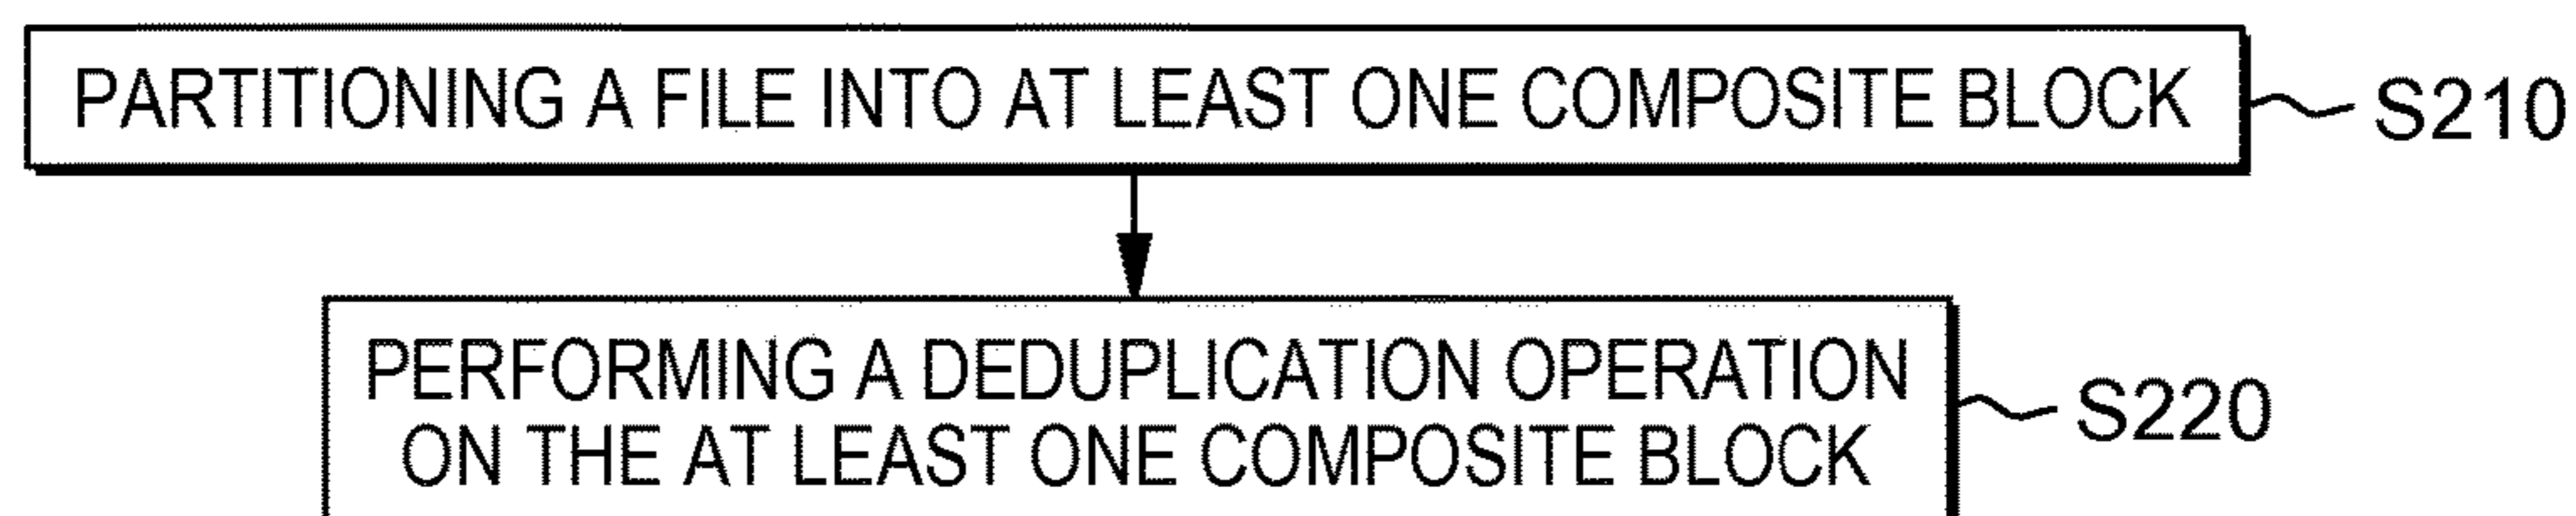 PARTITIONING A FILE INTO AT LEAST ONE COMPOSITE BLOCK
S210
PERFORMING A DEDUPLICATION OPERATION
ON THE AT LEAST ONE COMPOSITE BLOCK
S220